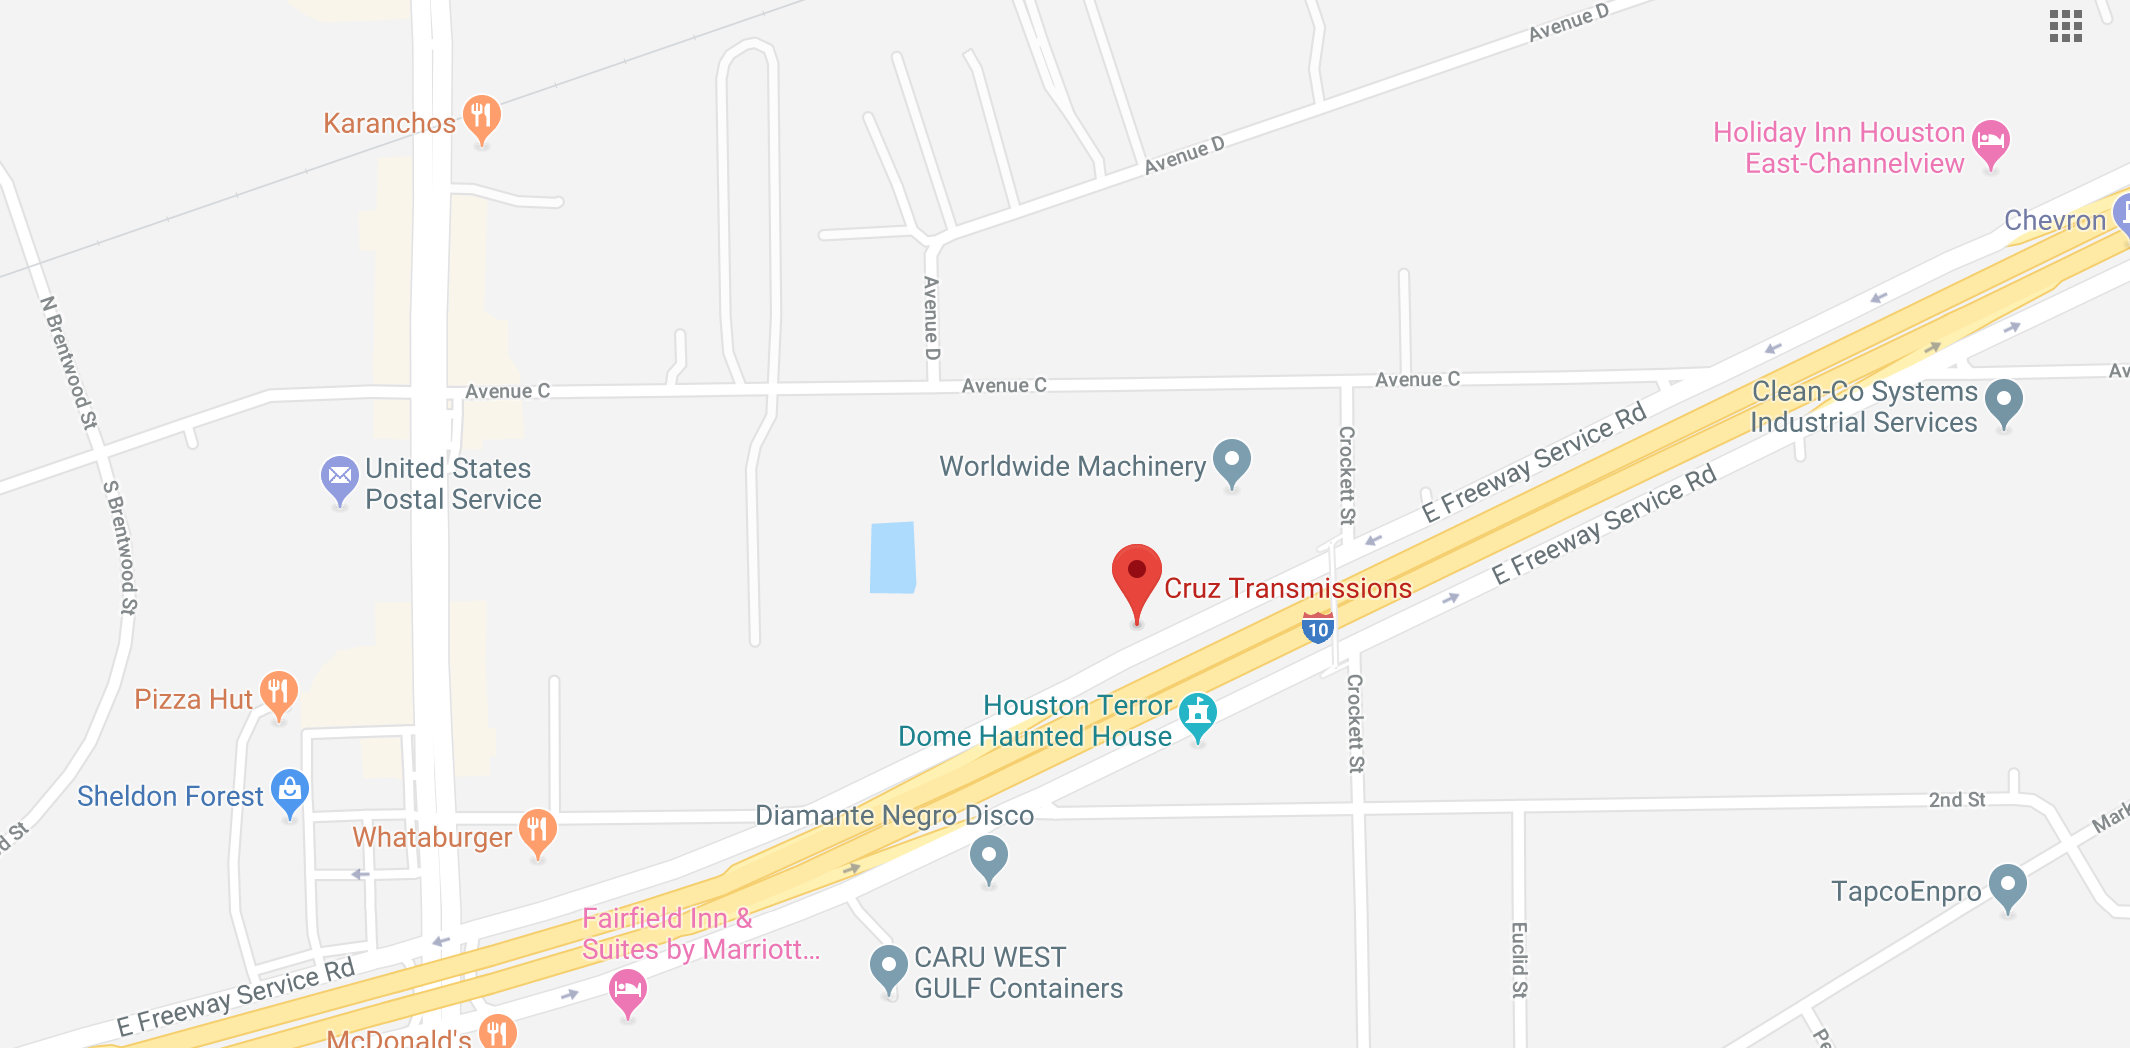 Avenue D
Karanchos
Holiday Inn Houston
East-Channelview
Avenue D
Chevron
N Brentwood St
Avenue D
Avenue C
Avenue C
Avenue C
Av
Clean-Co Systems
Industrial Services
E Freeway Service Rd
Crockett St
Worldwide Machinery
United States
Postal Service
S Brentwood St
E Freeway Service Rd
Cruz Transmissions
10
Pizza Hut
Houston Terror
Dome Haunted House
Crockett St
Sheldon Forest
2nd St
Mark
Diamante Negro Disco
Whataburger
d St
TapcoEnpro
Fairfield Inn &
Suites by Marriott...
CARU WEST
GULF Containers
Euclid St
E Freeway Service Rd
McDonald's
Pe